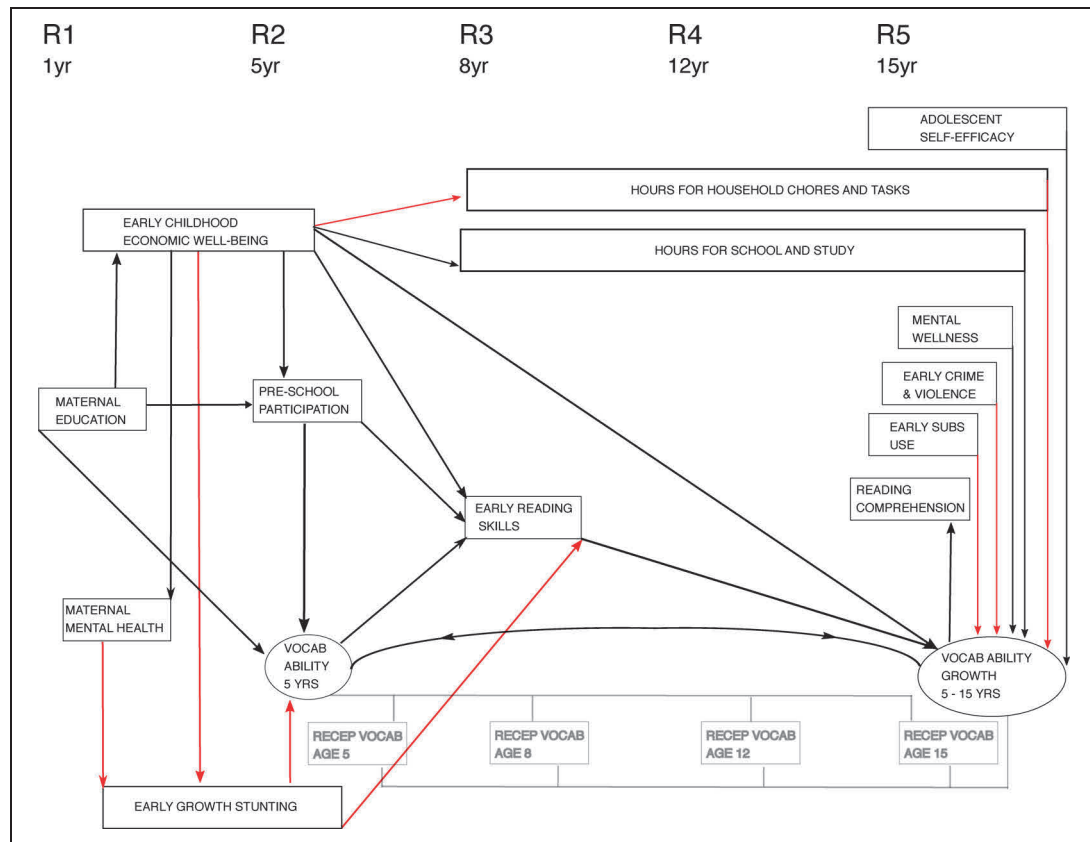 R1
1yr
R2
5yr
R3
8yr
R4
12yr
R5
15yr
ADOLESCENT
SELF-EFFICACY
HOURS FOR HOUSEHOLD CHORES AND TASKS
EARLY CHILDHOOD
ECONOMIC WELL-BEING
HOURS FOR SCHOOL AND STUDY
MENTAL
WELLNESS
EARLY CRIME
& VIOLENCE
MATERNAL
EDUCATION
PRE-SCHOOL
PARTICIPATION
EARLY SUBS
USE
READING
COMPREHENSION
EARLY READING
SKILLS
MATERNAL
MENTAL HEALTH
VOCAB
ABILITY
5 YRS
VOCAB ABILITY
GROWTH
5 - 15 YRS
RECEP VOCAB
AGE 5
RECEP VOCAB
AGE 8
RECEP VOCAB
AGE 12
RECEP VOCAB
AGE 15
EARLY GROWTH STUNTING